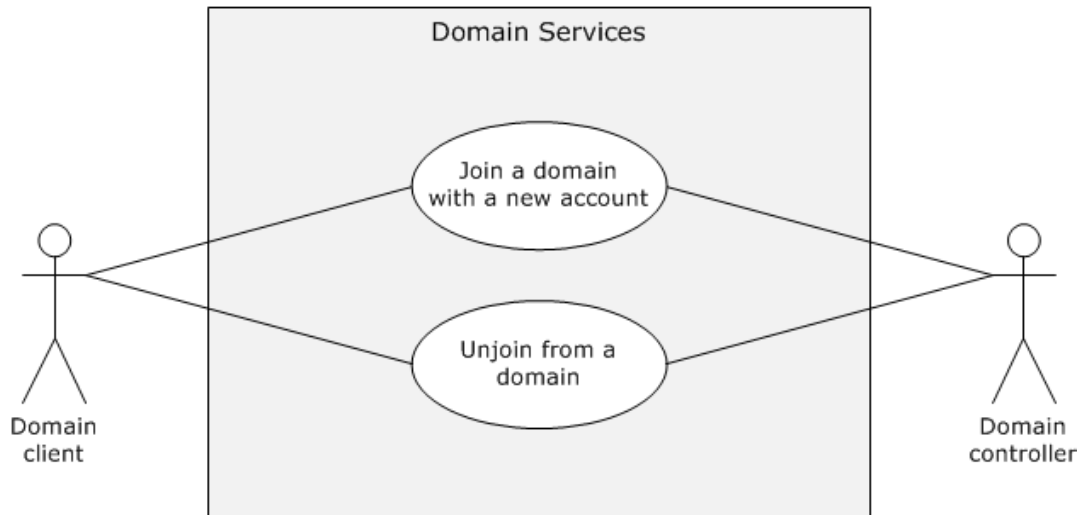 Domain Services
Join a domain
with a new account
Unjoin from a
domain
Domain
client
Domain
controller